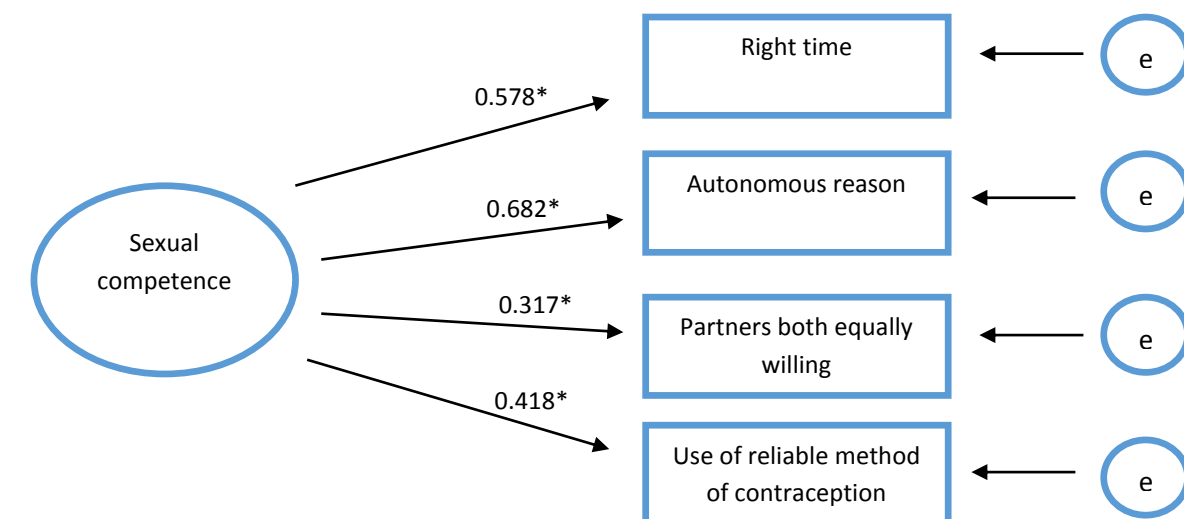 Right time
e
0.578*
Autonomous reason
e
0.682*
Sexual
competence
0.317*
Partners both equally
willing
e
0.418*
Use of reliable method
of contraception
e